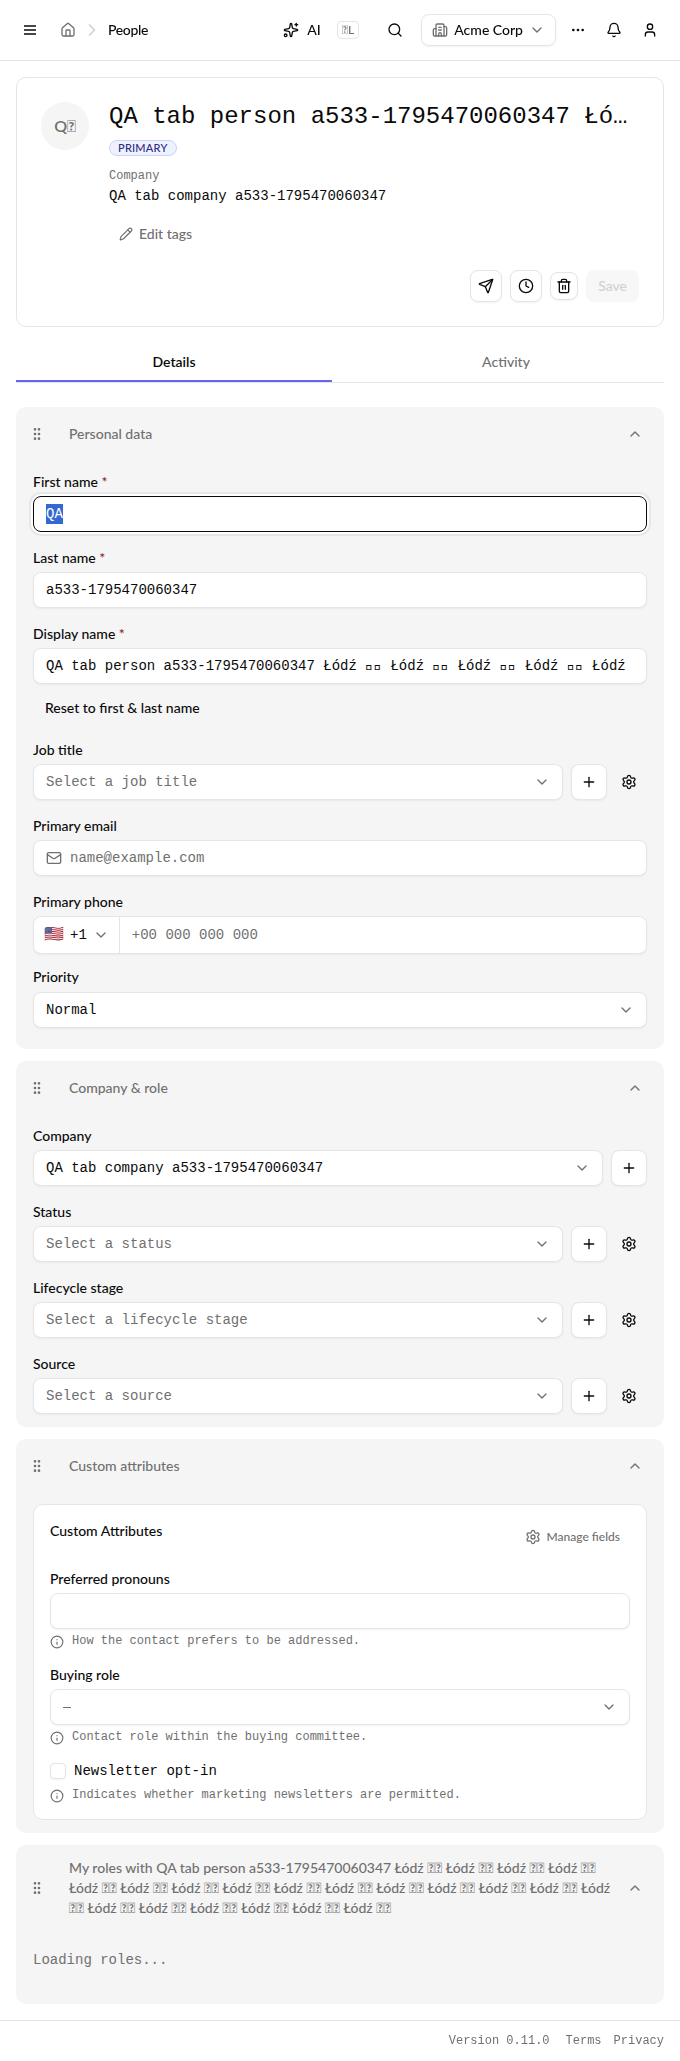 People
AI
L
Acme Corp
Q
QA tab person a533-1795470060347 Łó…
PRIMARY
Company
QA tab company a533-1795470060347
Edit tags
Save
Details
Activity
Personal data
First name *
QA
Last name *
a533-1795470060347
Display name *
QA tab person a533-1795470060347 Łódź Łódź Łódź Łódź Łódź
Reset to first & last name
Job title
Select a job title
Primary email
name@example.com
Primary phone
+1
+00 000 000 000
Priority
Normal
Company & role
Company
QA tab company a533-1795470060347
Status
Select a status
Lifecycle stage
Select a lifecycle stage
Source
Select a source
Custom attributes
Custom Attributes
Manage fields
Preferred pronouns
How the contact prefers to be addressed.
Buying role
—
Contact role within the buying committee.
Newsletter opt-in
Indicates whether marketing newsletters are permitted.
My roles with QA tab person a533-1795470060347 Łódź Łódź Łódź Łódź
Łódź Łódź Łódź Łódź Łódź Łódź Łódź Łódź Łódź Łódź Łódź
Łódź Łódź Łódź Łódź Łódź Łódź
Loading roles...
Version 0.11.0
Terms
Privacy